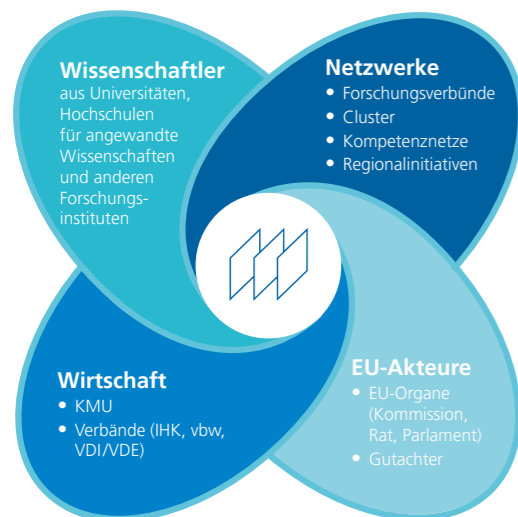 Wissenschaftler
aus Universitäten,
Hochschulen
für angewandte
Wissenschaften
und anderen
Forschungs-
instituten
Netzwerke
• Forschungsverbünde
• Cluster
• Kompetenznetze
• Regionalinitiativen
Wirtschaft
• KMU
• Verbände (IHK, vbw,
VDI/VDE)
EU-Akteure
• EU-Organe
(Kommission,
Rat, Parlament)
• Gutachter